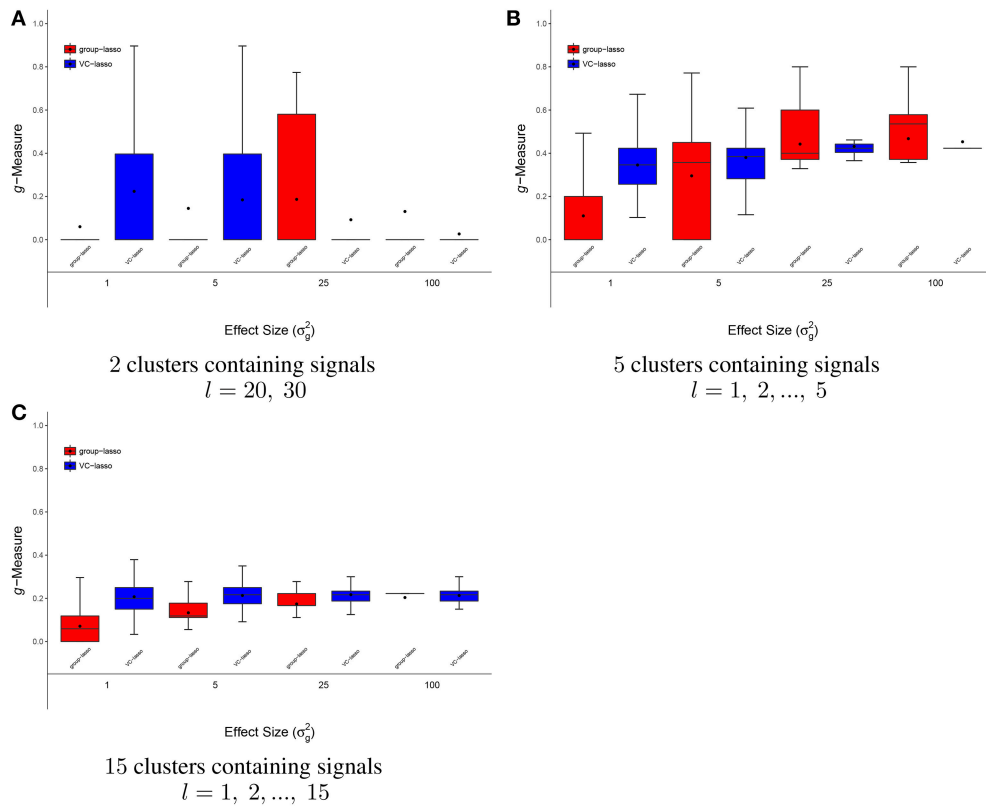 A
1.0
group-lasso
VC-lasso
0.8
0.6
g-Measure
0.4
0.2
0.0
group-lasso VC-lasso group-lasso VC-lasso group-lasso VC-lasso group-lasso VC-lasso
1 5 25 100
Effect Size (σ²g)
2 clusters containing signals
l = 20, 30
B
1.0
group-lasso
VC-lasso
0.8
0.6
g-Measure
0.4
0.2
0.0
group-lasso VC-lasso group-lasso VC-lasso group-lasso VC-lasso group-lasso VC-lasso
1 5 25 100
Effect Size (σ²g)
5 clusters containing signals
l = 1, 2, ..., 5
C
1.0
group-lasso
VC-lasso
0.8
0.6
g-Measure
0.4
0.2
0.0
group-lasso VC-lasso group-lasso VC-lasso group-lasso VC-lasso group-lasso VC-lasso
1 5 25 100
Effect Size (σ²g)
15 clusters containing signals
l = 1, 2, ..., 15